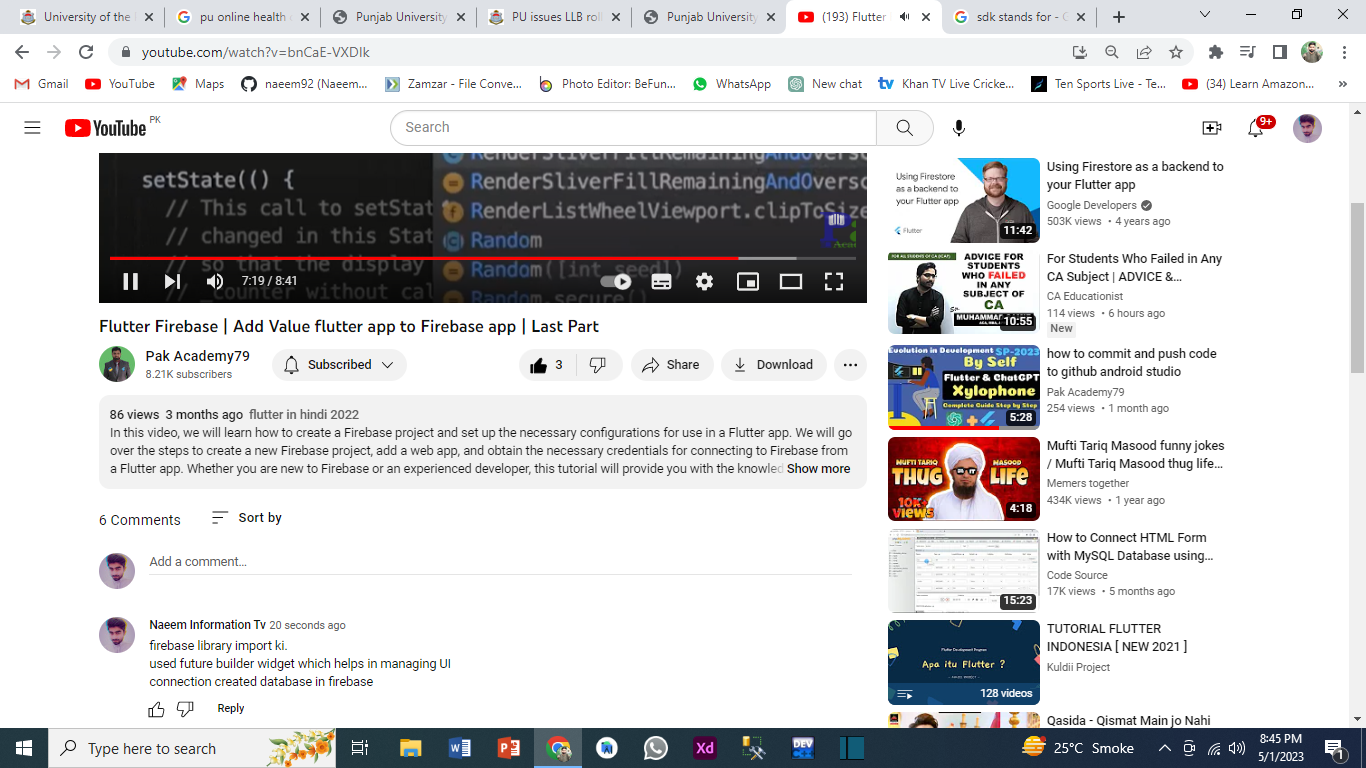 University of the
pu online health
Punjab University
PU issues LLB roll
Punjab University
(193) Flutter
sdk stands for - G
youtube.com/watch?v=bnCaE-VXDIk
Gmail
YouTube
Maps
naeem92 (Naeem...
Zamzar - File Conve...
Photo Editor: BeFun...
WhatsApp
New chat
Khan TV Live Cricke...
Ten Sports Live - Te...
(34) Learn Amazon...
»
YouTube PK
Search
9+
setState(() {
// This call to setStat
// changed in this Stat
// so that the display
// counter without cal
RenderSliverFillRemainingAndOversc
RenderSliverFillRemainingAndOversc
RenderListWheelViewport.clipToSize
Random
Random([int seed])
Random.secure()
7:19 / 8:41
Flutter Firebase | Add Value flutter app to Firebase app | Last Part
Pak Academy79
8.21K subscribers
Subscribed
3
Share
Download
86 views 3 months ago flutter in hindi 2022
In this video, we will learn how to create a Firebase project and set up the necessary configurations for use in a Flutter app. We will go
over the steps to create a new Firebase project, add a web app, and obtain the necessary credentials for connecting to Firebase from
a Flutter app. Whether you are new to Firebase or an experienced developer, this tutorial will provide you with the knowled Show more
6 Comments
Sort by
Add a comment...
Naeem Information Tv 20 seconds ago
firebase library import ki.
used future builder widget which helps in managing UI
connection created database in firebase
Reply
Using Firestore
as a backend to
your Flutter app
Flutter
11:42
Using Firestore as a backend to
your Flutter app
Google Developers
503K views • 4 years ago
FOR ALL STUDENTS OF CA (ICAP)
ADVICE FOR
STUDENTS
WHO FAILED
IN ANY
SUBJECT OF
CA
10:55
For Students Who Failed in Any
CA Subject | ADVICE &...
CA Educationist
114 views • 6 hours ago
New
Evolution in Development SP-2023
By Self
Flutter & ChatGPT
Xylophone
Complete Guide Step by Step
5:28
how to commit and push code
to github android studio
Pak Academy79
254 views • 1 month ago
MUFTI TARIQ MASOOD
THUG LIFE
10K
Views
4:18
Mufti Tariq Masood funny jokes
/ Mufti Tariq Masood thug life...
Memers together
434K views • 1 year ago
15:23
How to Connect HTML Form
with MySQL Database using...
Code Source
17K views • 5 months ago
Flutter Development Program
Apa itu Flutter ?
128 videos
TUTORIAL FLUTTER
INDONESIA [ NEW 2021 ]
Kuldii Project
Qasida - Qismat Main jo Nahi
Type here to search
W
P
Xd
DEV
25°C Smoke
8:45 PM
5/1/2023
1